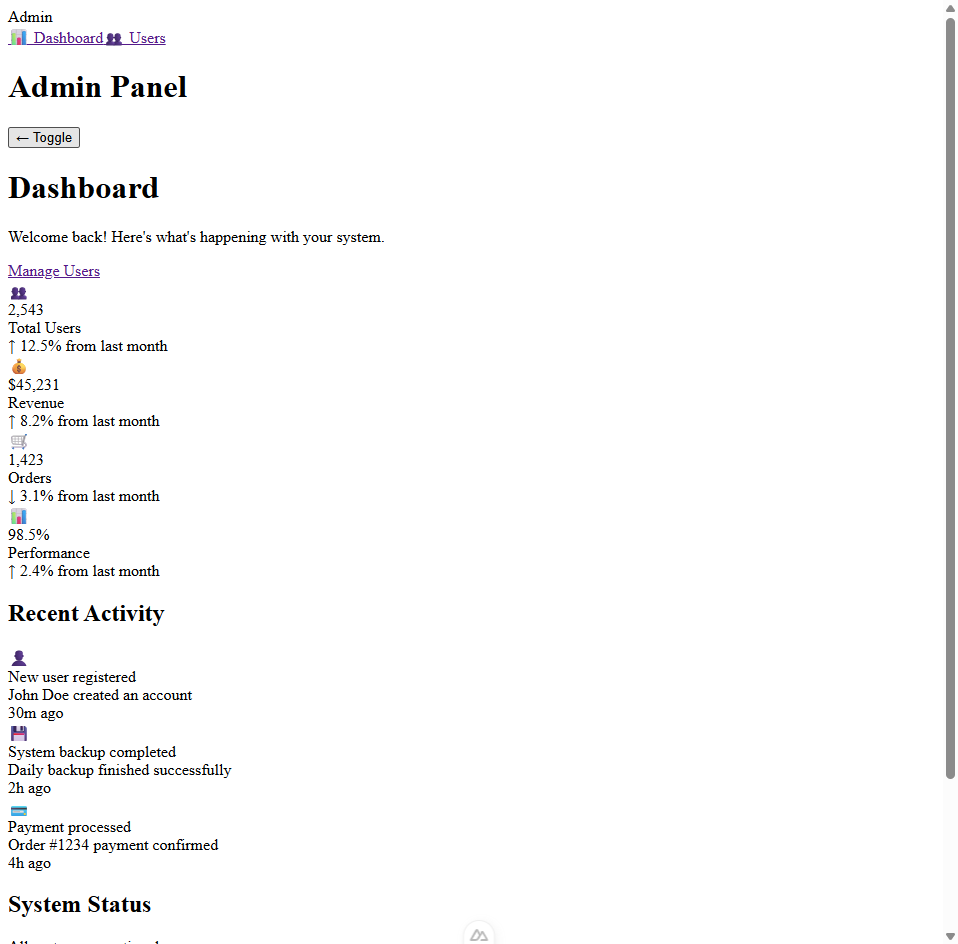 Admin
📊 Dashboard👥 Users
Admin Panel
← Toggle
Dashboard
Welcome back! Here's what's happening with your system.
Manage Users
👥
2,543
Total Users
↑ 12.5% from last month
💰
$45,231
Revenue
↑ 8.2% from last month
🛒
1,423
Orders
↓ 3.1% from last month
📊
98.5%
Performance
↑ 2.4% from last month
Recent Activity
👤
New user registered
John Doe created an account
30m ago
💾
System backup completed
Daily backup finished successfully
2h ago
💳
Payment processed
Order #1234 payment confirmed
4h ago
System Status